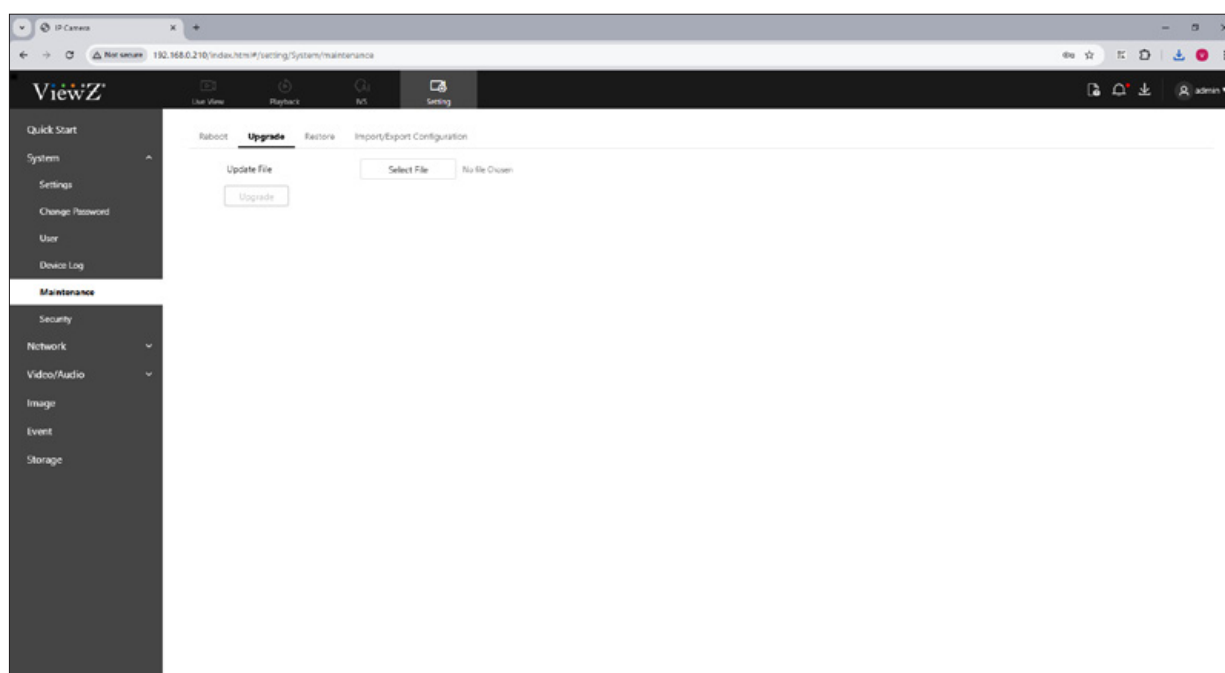 IP Camera
Not secure 192.168.0.210/index.html#/setting/System/maintenance
ViewZ
Live View Playback IVS Setting admin
Quick Start
System
Settings
Change Password
User
Device Log
Maintenance
Security
Network
Video/Audio
Image
Event
Storage
Reboot Upgrade Restore Import/Export Configuration
Update File Select File No file Chosen
Upgrade